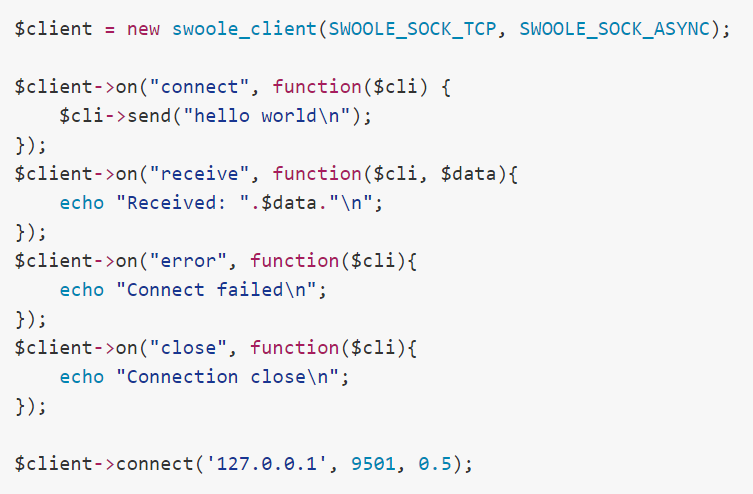 $client = new swoole_client(SWOOLE_SOCK_TCP, SWOOLE_SOCK_ASYNC);

$client->on("connect", function($cli) {
    $cli->send("hello world\n");
});
$client->on("receive", function($cli, $data){
    echo "Received: ".$data."\n";
});
$client->on("error", function($cli){
    echo "Connect failed\n";
});
$client->on("close", function($cli){
    echo "Connection close\n";
});

$client->connect('127.0.0.1', 9501, 0.5);